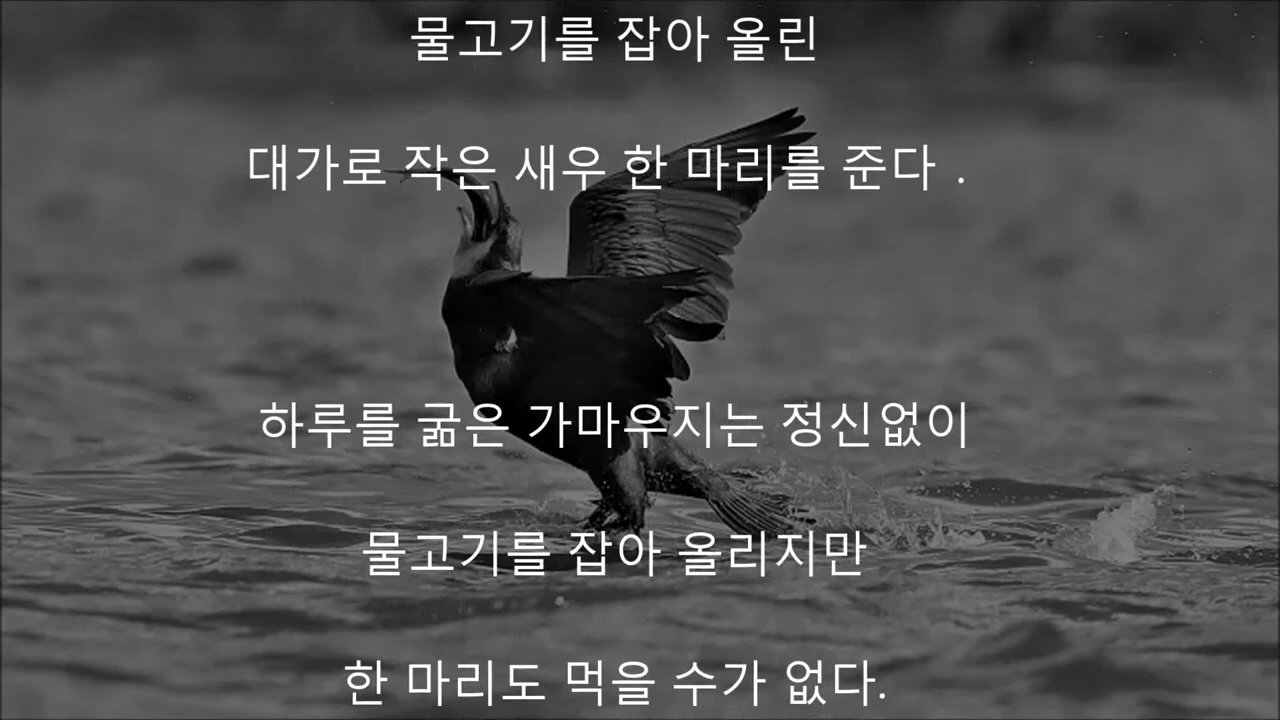 물고기를 잡아 올린
대가로 작은 새우 한 마리를 준다 .
하루를 굶은 가마우지는 정신없이
물고기를 잡아 올리지만
한 마리도 먹을 수가 없다.